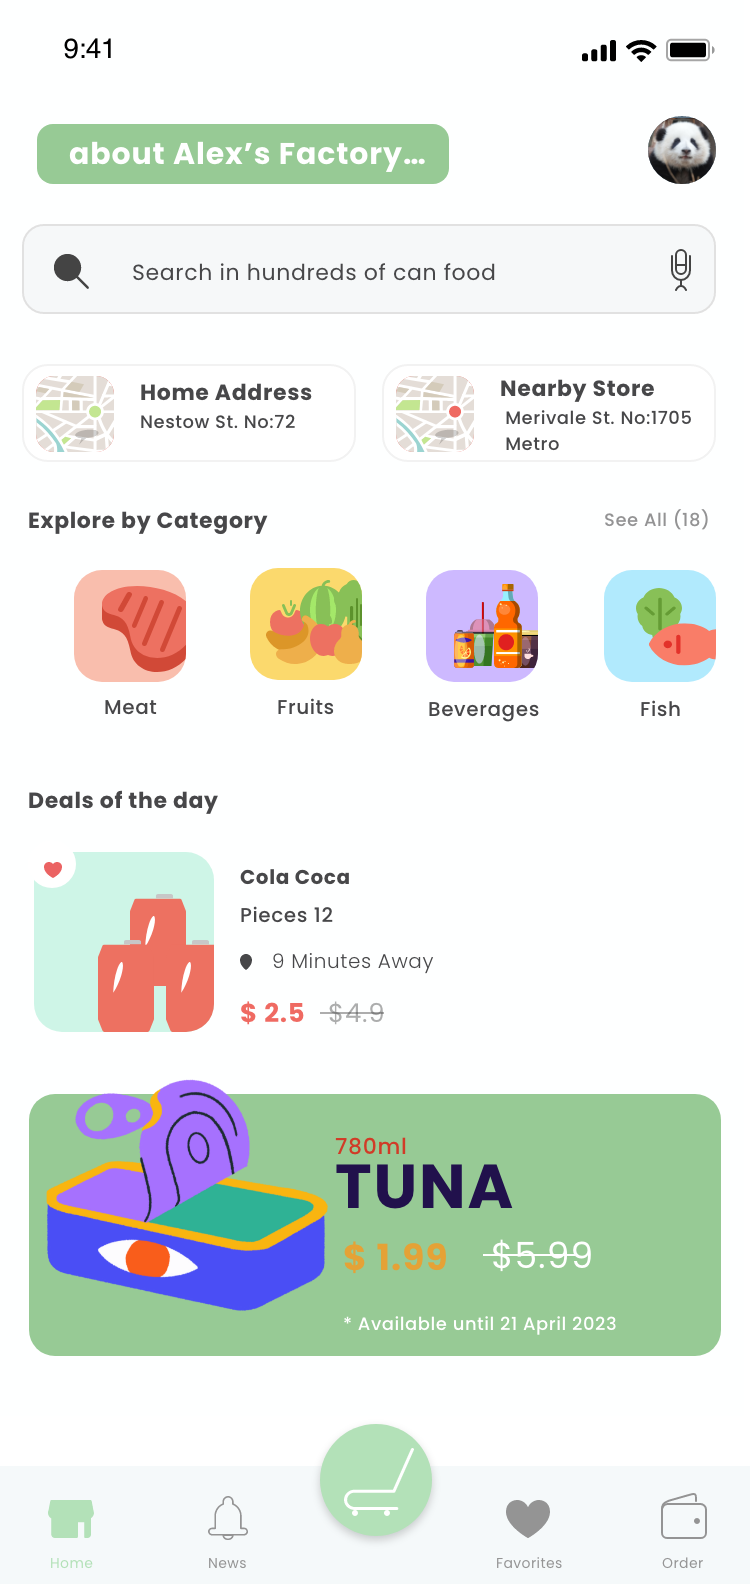 9:41
about Alex’s Factory...
Search in hundreds of can food
Home Address
Nestow St. No:72
Nearby Store
Merivale St. No:1705
Metro
Explore by Category
See All (18)
Meat
Fruits
Beverages
Fish
Deals of the day
Cola Coca
Pieces 12
9 Minutes Away
$ 2.5 $4.9
780ml
TUNA
$ 1.99 $5.99
* Available until 21 April 2023
Home
News
Favorites
Order